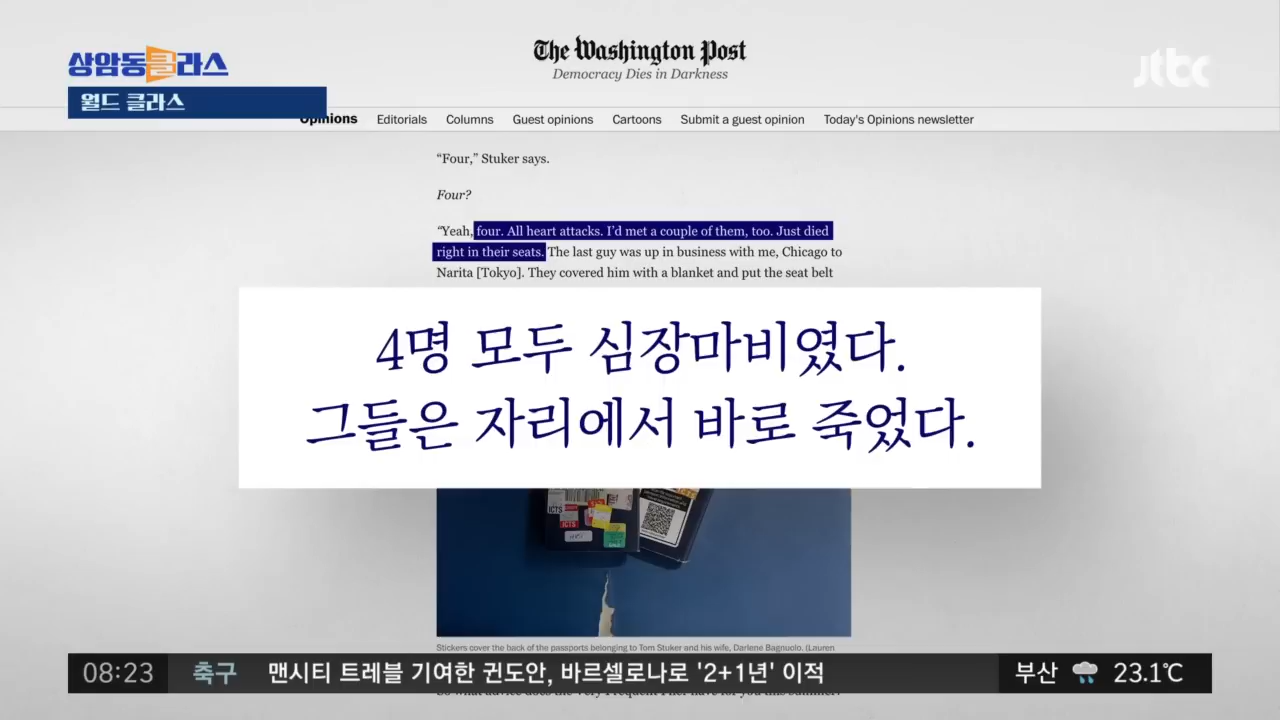 The Washington Post
Democracy Dies in Darkness
상암동클라스
jtbc
월드 클라스
Opinions Editorials Columns Guest opinions Cartoons Submit a guest opinion Today's Opinions newsletter
“Four,” Stuker says.
Four?
“Yeah, four. All heart attacks. I’d met a couple of them, too. Just died
right in their seats. The last guy was up in business with me, Chicago to
Narita [Tokyo]. They covered him with a blanket and put the seat belt
4명 모두 심장마비였다.
그들은 자리에서 바로 죽었다.
ICTS
ICTS
Stickers cover the back of the passports belonging to Tom Stuker and his wife, Darlene Bagnuolo. (Lauren
08:23 축구 맨시티 트레블 기여한 귄도안, 바르셀로나로 '2+1년' 이적 부산 23.1℃